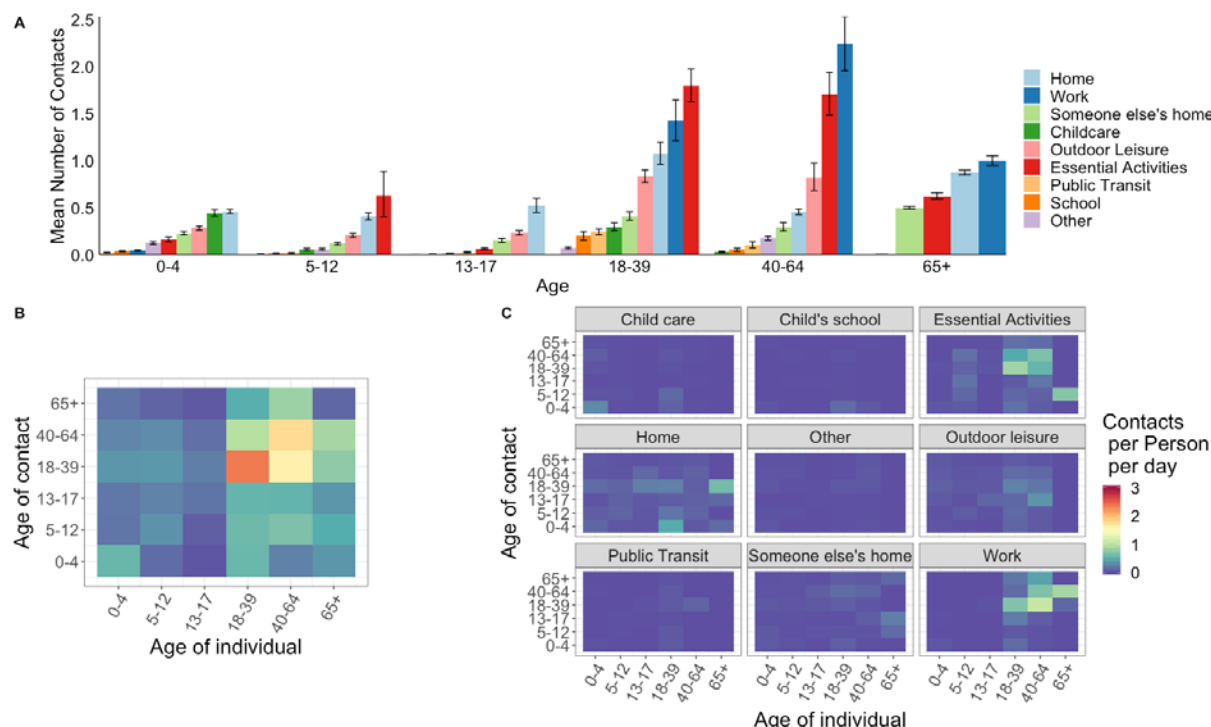 A
Mean Number of Contacts
2.5
2.0
1.5
1.0
0.5
0.0
0-4
5-12
13-17
18-39
40-64
65+
Age
Home
Work
Someone else's home
Childcare
Outdoor Leisure
Essential Activities
Public Transit
School
Other
B
Age of contact
65+
40-64
18-39
13-17
5-12
0-4
0-4
5-12
13-17
18-39
40-64
65+
Age of individual
C
Age of contact
Child care
Child's school
Essential Activities
65+
40-64
18-39
13-17
5-12
0-4
Home
Other
Outdoor leisure
65+
40-64
18-39
13-17
5-12
0-4
Public Transit
Someone else's home
Work
65+
40-64
18-39
13-17
5-12
0-4
0-4
5-12
13-17
18-39
40-64
65+
0-4
5-12
13-17
18-39
40-64
65+
0-4
5-12
13-17
18-39
40-64
65+
Age of individual
Contacts
per Person
per day
3
2
1
0